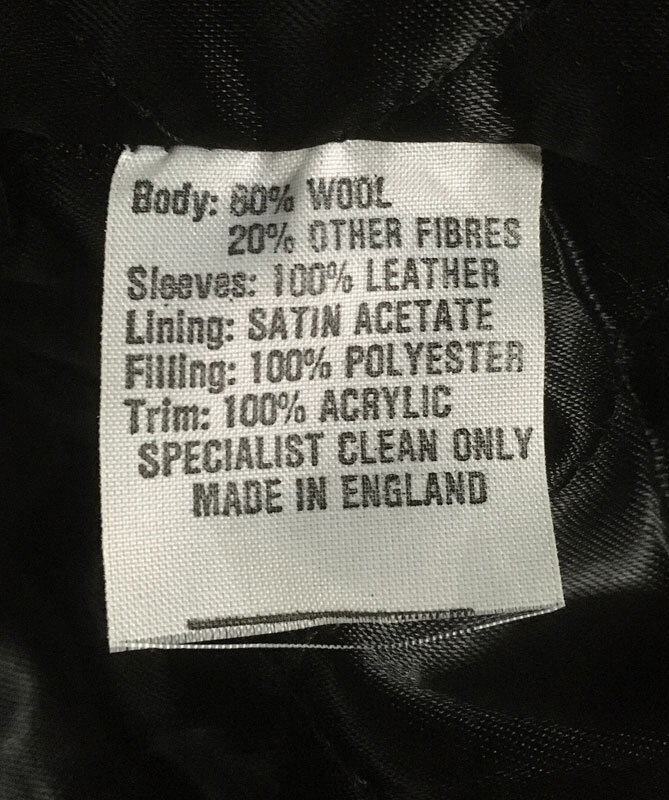 Body: 80% WOOL
20% OTHER FIBRES
Sleeves: 100% LEATHER
Lining: SATIN ACETATE
Filling: 100% POLYESTER
Trim: 100% ACRYLIC
SPECIALIST CLEAN ONLY
MADE IN ENGLAND